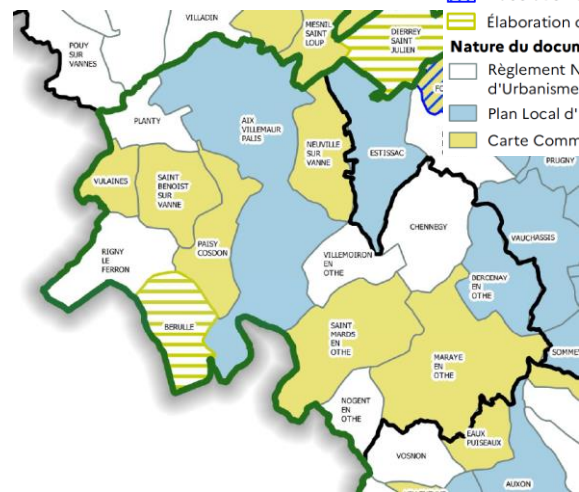 Élaboration d
Nature du docum
Règlement N
d'Urbanisme
Plan Local d'
Carte Comm
VILLADIN
MESNIL
SAINT
LOUP
DIERREY
SAINT
JULIEN
POUY
SUR
VANNES
PLANTY
AIX
VILLEMAUR
PALIS
NEUVILLE
SUR
VANNE
ESTISSAC
PRUGNY
VULAINES
SAINT
BENOIST
SUR
VANNE
CHENNEGY
VAUCHASSIS
PAISY
COSDON
RIGNY
LE
FERRON
VILLEMOIRON
EN
OTHE
BERCENAY
EN
OTHE
BERULLE
SAINT
MARDS
EN
OTHE
MARAYE
EN
OTHE
SOMME
NOGENT
EN
OTHE
EAUX
PUISEAUX
VOSNON
AUXON